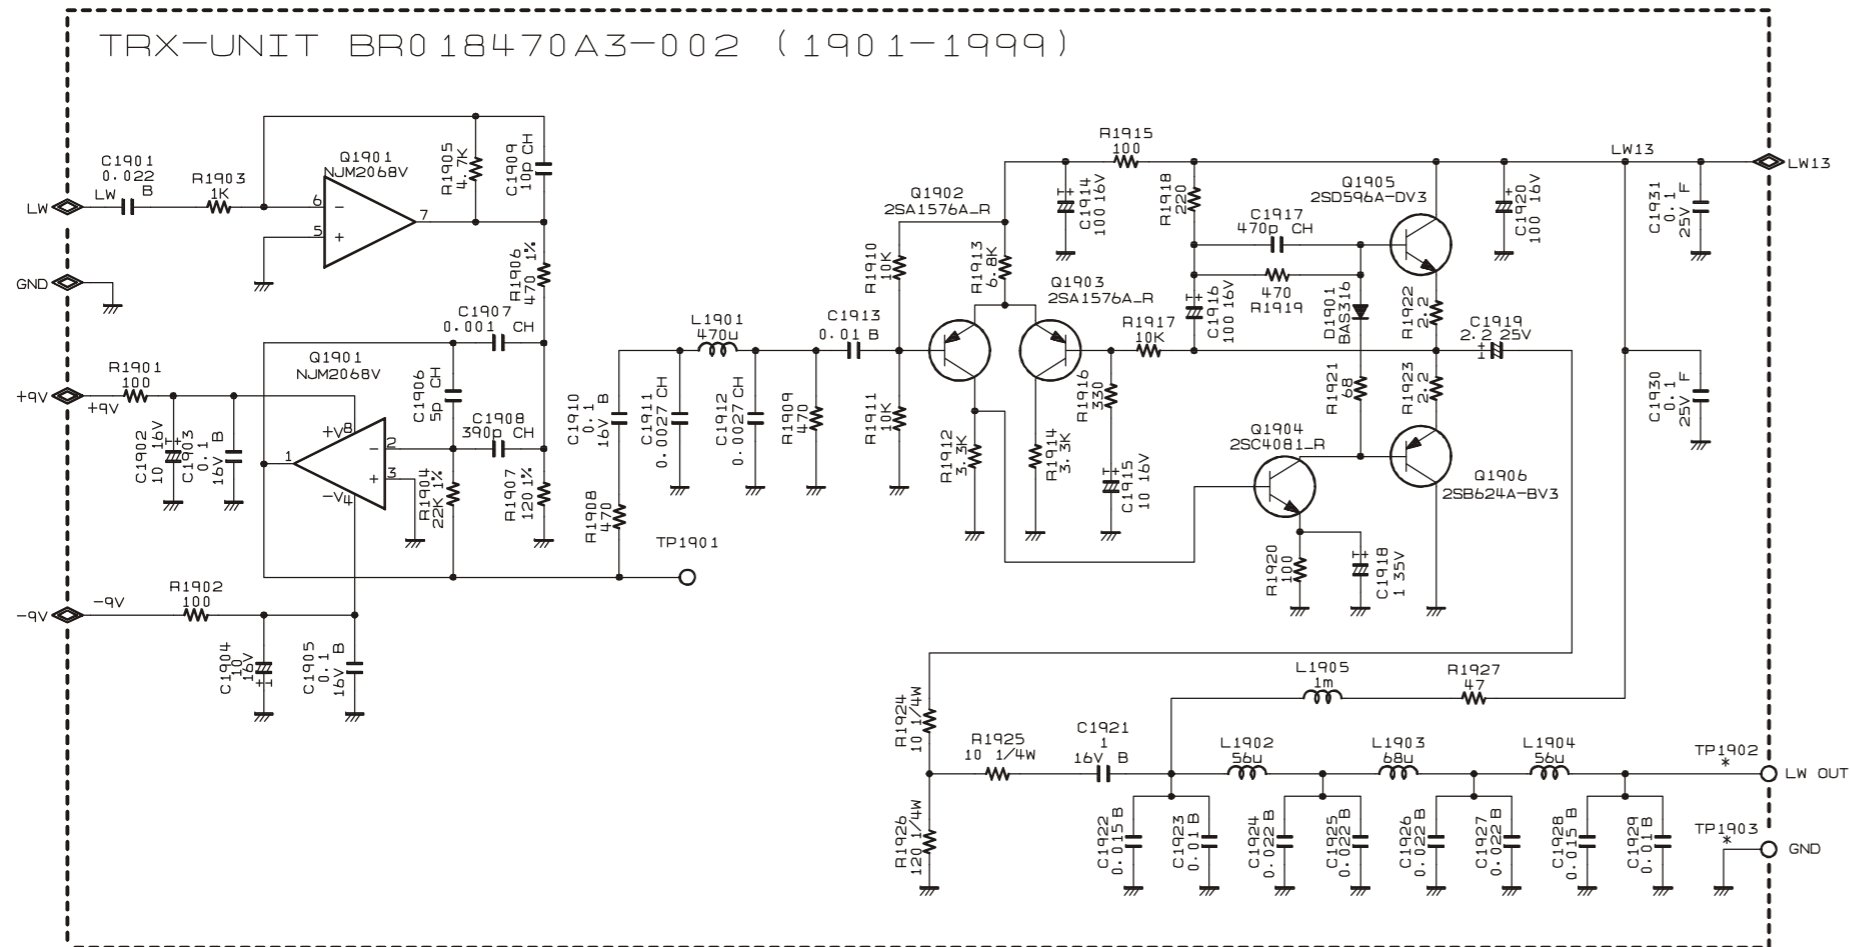 TRX-UNIT BR018470A3-002 (1901-1999)
LW
C1901
0.022
LW B
R1903
1K
Q1901
NJM2068V
6
5
7
-
+
R1905
4.7K
C1909
10p CH
R1906
470 1%
GND
C1907
0.001 CH
+9V
R1901
100
+9V
Q1901
NJM2068V
C1902
10 16V
C1903
0.1
16V B
+V 8
- 2
+ 3
-V 4
1
C1906
5p CH
C1908
390p CH
R1904
22K 1%
R1907
120 1%
-9V
-9V
R1902
100
C1904
10
16V
C1905
0.1
16V B
C1910
0.1
16V B
R1908
470
TP1901
L1901
470u
C1911
0.0027 CH
C1912
0.0027 CH
R1909
470
C1913
0.01 B
R1910
10K
R1911
10K
Q1902
2SA1576A_R
R1912
3.3K
R1913
6.8K
R1914
3.3K
C1914
100 16V
R1915
100
Q1903
2SA1576A_R
R1916
330
C1915
10 16V
R1917
10K
R1918
220
C1916
100 16V
C1917
470p CH
470
R1919
D1901
BAS316
Q1905
2SD596A-DV3
R1922
2.2
R1923
2.2
R1921
68
Q1904
2SC4081_R
R1920
100
C1918
1 35V
Q1906
2SB624A-BV3
C1919
2.2 25V
C1920
100 16V
LW13
LW13
C1931
0.1
25V F
C1930
0.1
25V F
L1905
1m
R1927
47
R1924
10 1/4W
R1925
10 1/4W
R1926
120 1/4W
C1921
1
16V B
L1902
56u
L1903
68u
L1904
56u
C1922
0.015 B
C1923
0.01 B
C1924
0.022 B
C1925
0.022 B
C1926
0.022 B
C1927
0.022 B
C1928
0.015 B
C1929
0.01 B
TP1902
*
LW OUT
TP1903
*
GND